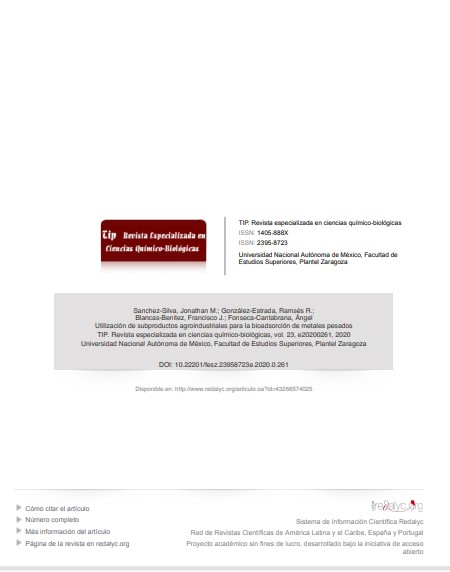 Tip Revista Especializada en
Ciencias Químico-Biológicas
TIP. Revista especializada en ciencias químico-biológicas
ISSN: 1405-888X
ISSN: 2395-8723
Universidad Nacional Autónoma de México, Facultad de
Estudios Superiores, Plantel Zaragoza
Sanchez-Silva, Jonathan M.; González-Estrada, Ramsés R.;
Blancas-Benitez, Francisco J.; Fonseca-Cantabrana, Ángel
Utilización de subproductos agroindustriales para la bioadsorción de metales pesados
TIP. Revista especializada en ciencias químico-biológicas, vol. 23, e20200261, 2020
Universidad Nacional Autónoma de México, Facultad de Estudios Superiores, Plantel Zaragoza
DOI: 10.22201/fesz.23958723e.2020.0.261
Disponible en: http://www.redalyc.org/articulo.oa?id=43266574025
Cómo citar el artículo
Número completo
Más información del artículo
Página de la revista en redalyc.org
redalyc.org
Sistema de Información Científica Redalyc
Red de Revistas Científicas de América Latina y el Caribe, España y Portugal
Proyecto académico sin fines de lucro, desarrollado bajo la iniciativa de acceso
abierto